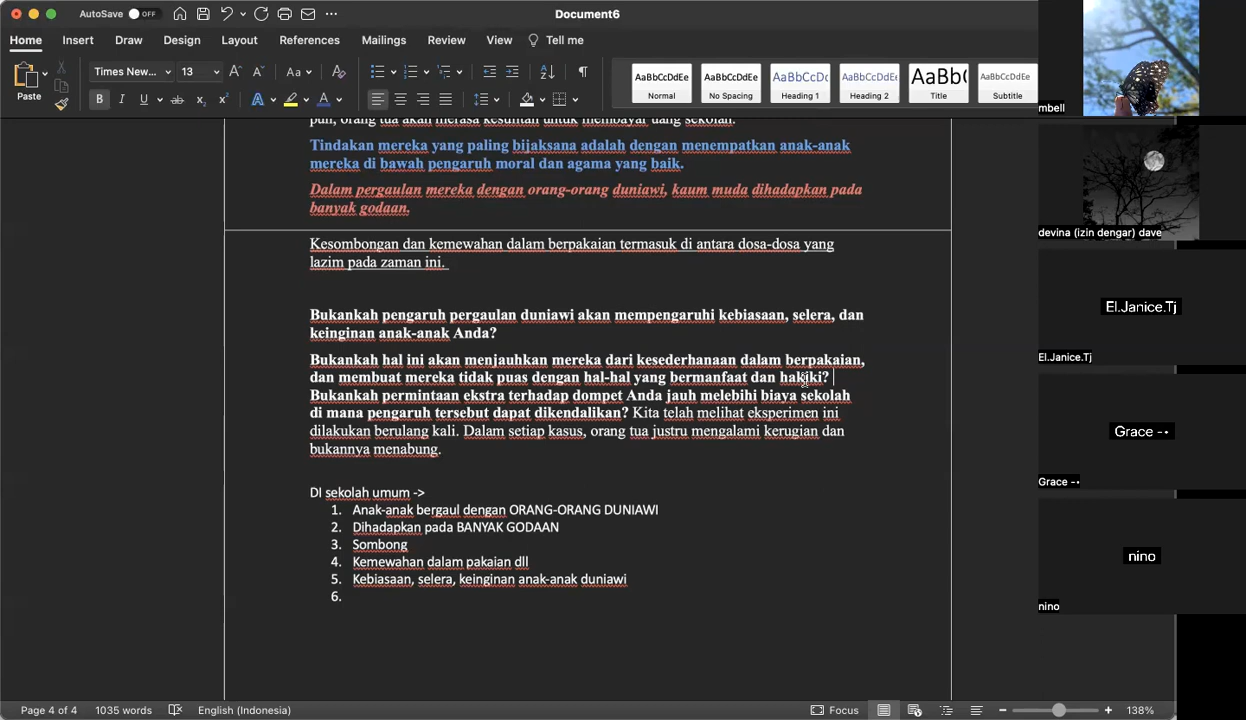 AutoSave OFF
Document6
Home Insert Draw Design Layout References Mailings Review View Tell me
Paste
Times New... 13
AaBbCcDdEe AaBbCcDdEe AaBbCcDc AaBbCcDdEe AaBb( AaBbCcDdEe
Normal No Spacing Heading 1 Heading 2 Title Subtitle
pun, orang tua akan merasa kesulitan untuk membayar uang sekolah.
Tindakan mereka yang paling bijaksana adalah dengan menempatkan anak-anak
mereka di bawah pengaruh moral dan agama yang baik.
Dalam pergaulan mereka dengan orang-orang duniawi, kaum muda dihadapkan pada
banyak godaan.
Kesombongan dan kemewahan dalam berpakaian termasuk di antara dosa-dosa yang
lazim pada zaman ini.
Bukankah pengaruh pergaulan duniawi akan mempengaruhi kebiasaan, selera, dan
keinginan anak-anak Anda?
Bukankah hal ini akan menjauhkan mereka dari kesederhanaan dalam berpakaian,
dan membuat mereka tidak puas dengan hal-hal yang bermanfaat dan hakiki?
Bukankah permintaan ekstra terhadap dompet Anda jauh melebihi biaya sekolah
di mana pengaruh tersebut dapat dikendalikan? Kita telah melihat eksperimen ini
dilakukan berulang kali. Dalam setiap kasus, orang tua justru mengalami kerugian dan
bukannya menabung.
DI sekolah umum ->
1. Anak-anak bergaul dengan ORANG-ORANG DUNIAWI
2. Dihadapkan pada BANYAK GODAAN
3. Sombong
4. Kemewahan dalam pakaian dll
5. Kebiasaan, selera, keinginan anak-anak duniawi
6.
Page 4 of 4 1035 words English (Indonesia) Focus 138%
mbell
devina (izin dengar) dave
El.Janice.Tj
El.Janice.Tj
Grace -•
Grace -•
nino
nino